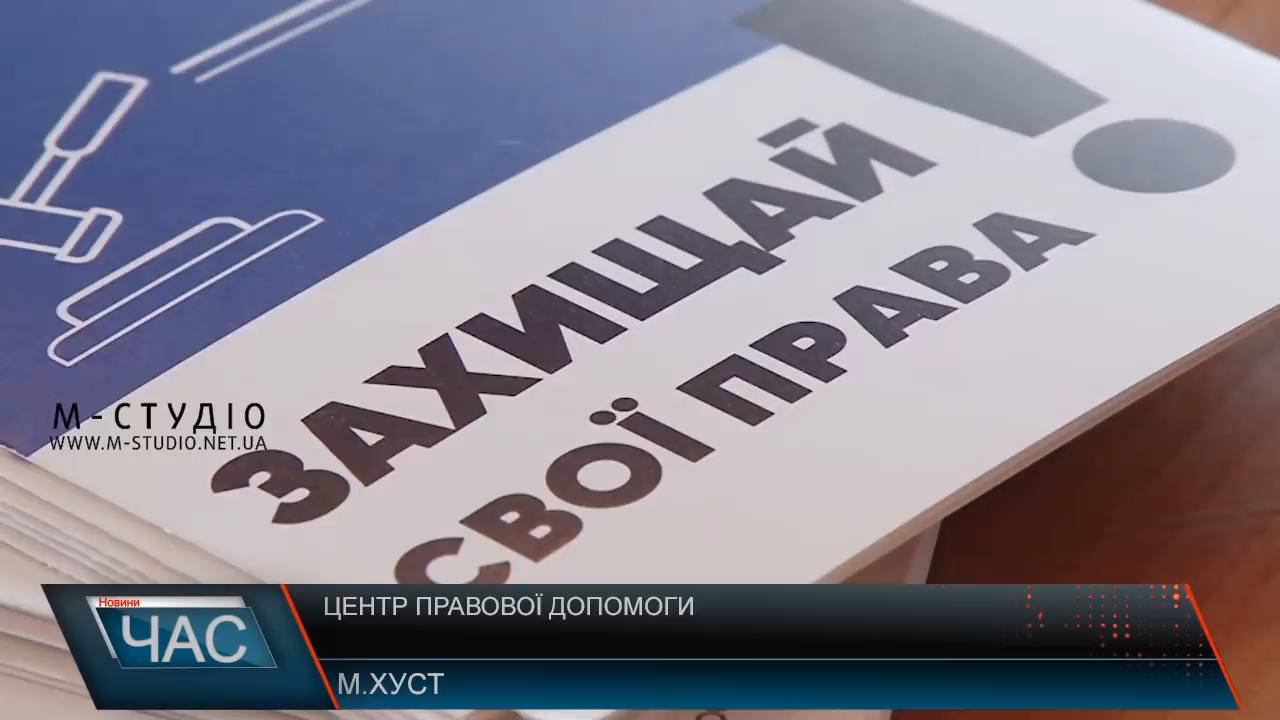 ЗАХИЩАЙ
СВОЇ ПРАВА
М-СТУДІО
WWW.M-STUDIO.NET.UA
Новини
ЧАС
ЦЕНТР ПРАВОВОЇ ДОПОМОГИ
М.ХУСТ